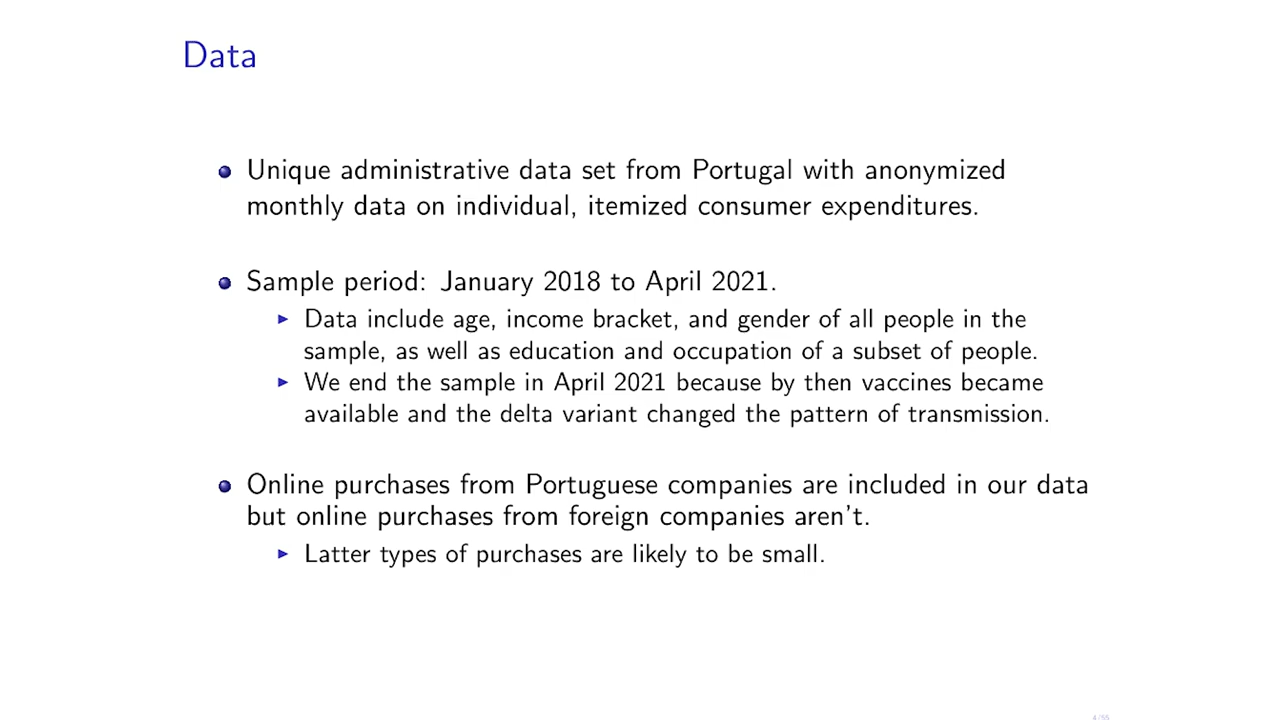 Data
Unique administrative data set from Portugal with anonymized
monthly data on individual, itemized consumer expenditures.
Sample period: January 2018 to April 2021.
Data include age, income bracket, and gender of all people in the
sample, as well as education and occupation of a subset of people.
We end the sample in April 2021 because by then vaccines became
available and the delta variant changed the pattern of transmission.
Online purchases from Portuguese companies are included in our data
but online purchases from foreign companies aren't.
Latter types of purchases are likely to be small.